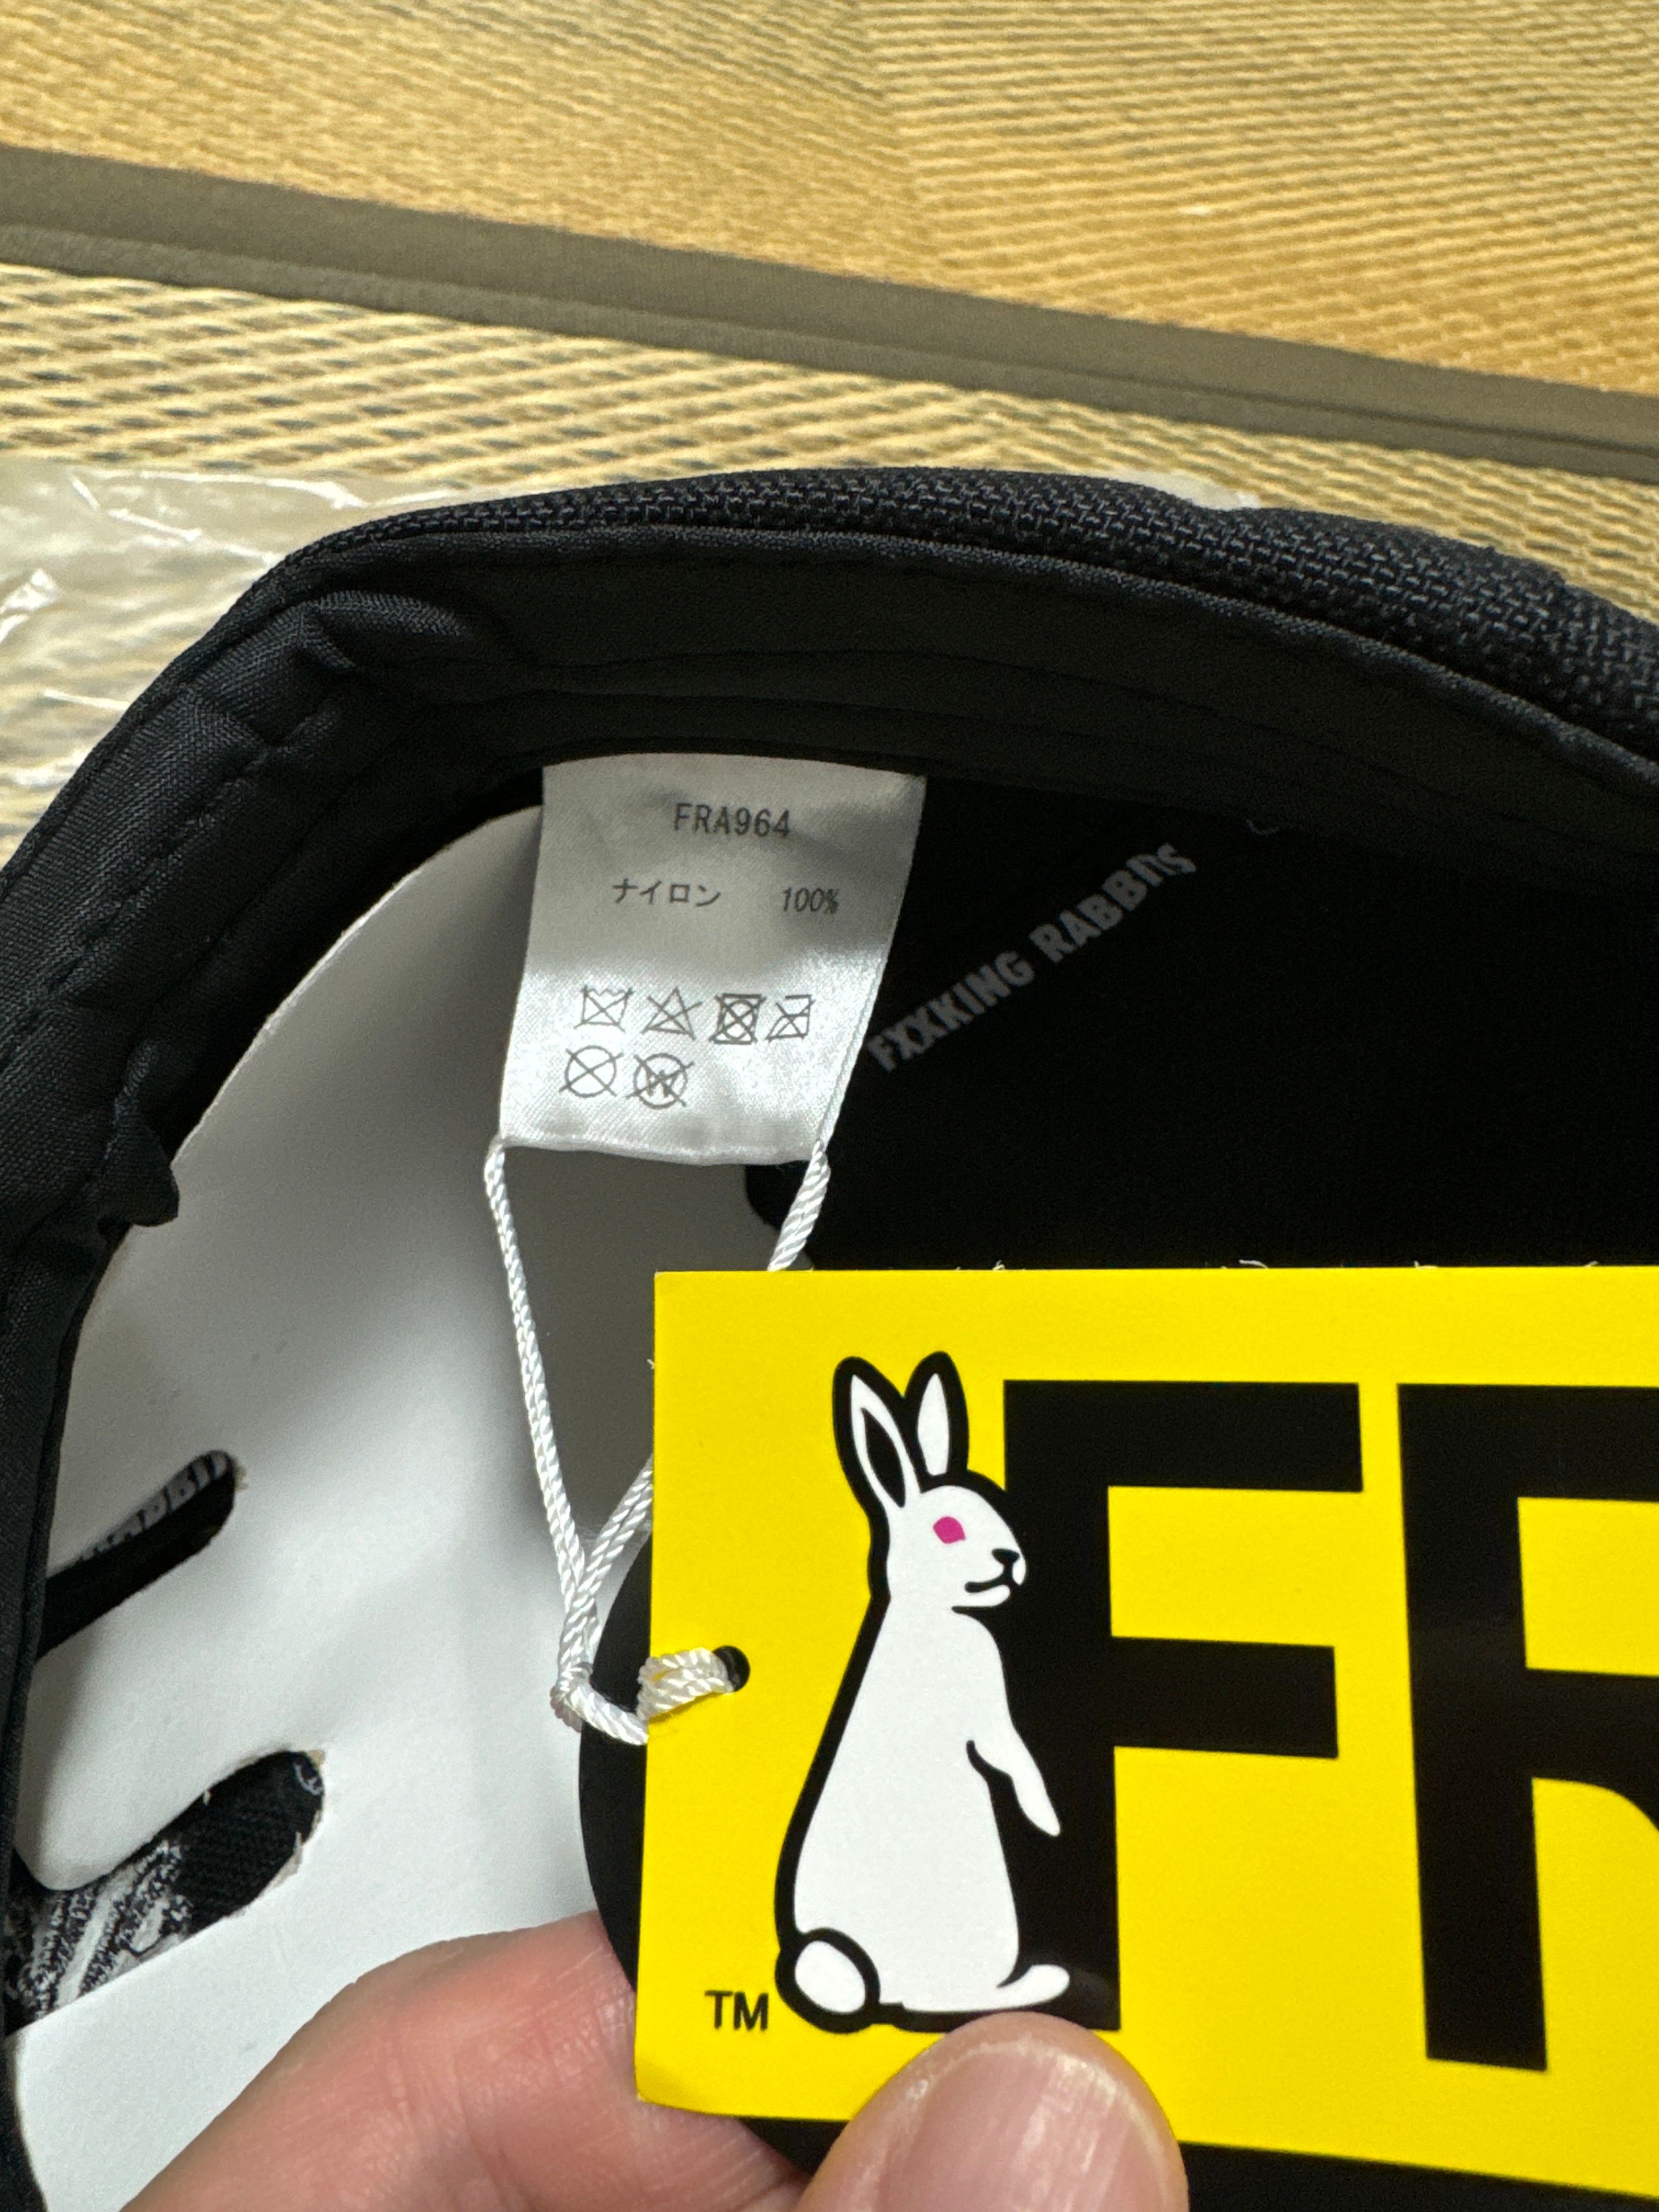 FRA964
ナイロン 100%
W
FXXKING RABBITS
FR
TM